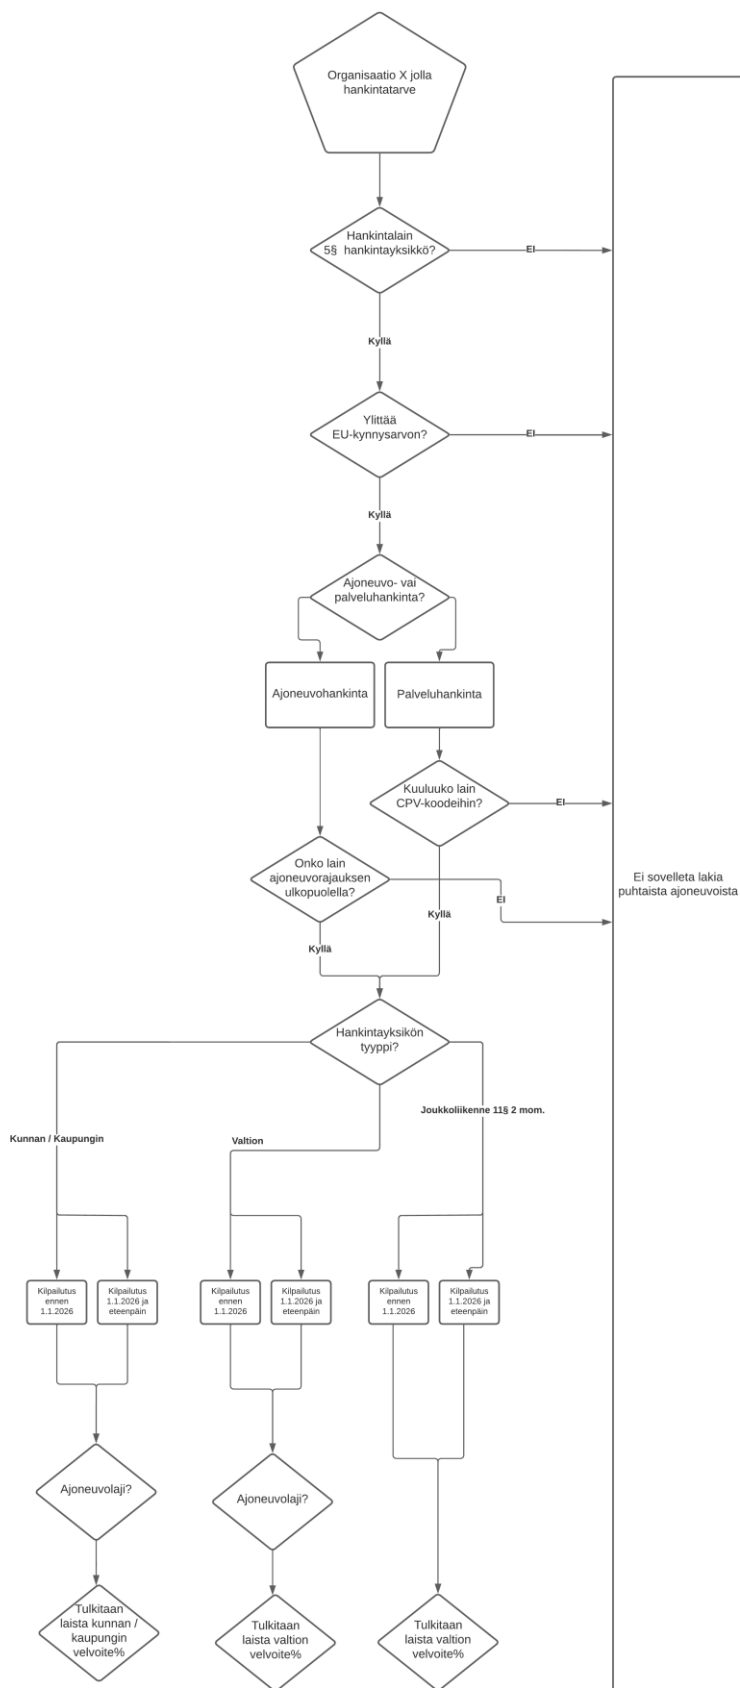 Organisaatio X jolla
hankintatarve
Hankintalain
5§ hankintayksikkö?
EI
Kyllä
Ylittää
EU-kynnysarvon?
EI
Kyllä
Ajoneuvo- vai
palveluhankinta?
Ajoneuvohankinta
Palveluhankinta
Kuuluuko lain
CPV-koodeihin?
EI
Onko lain
ajoneuvorajauksen
ulkopuolella?
EI
Ei sovelleta lakia
puhtaista ajoneuvoista
Kyllä
Kyllä
Hankintayksikön
tyyppi?
Kunnan / Kaupungin
Valtion
Joukkoliikenne 11§ 2 mom.
Kilpailutus
ennen
1.1.2026
Kilpailutus
1.1.2026 ja
eteenpäin
Kilpailutus
ennen
1.1.2026
Kilpailutus
1.1.2026 ja
eteenpäin
Kilpailutus
ennen
1.1.2026
Kilpailutus
1.1.2026 ja
eteenpäin
Ajoneuvolaji?
Ajoneuvolaji?
Tulkitaan
laista kunnan /
kaupungin
velvoite%
Tulkitaan
laista valtion
velvoite%
Tulkitaan
laista valtion
velvoite%